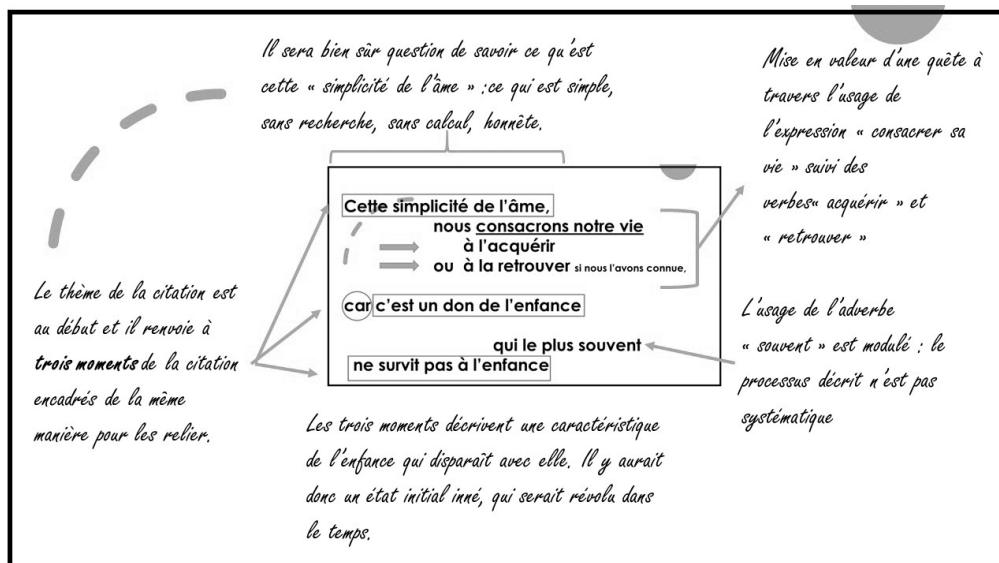 Il sera bien sûr question de savoir ce qu'est
cette « simplicité de l'âme » :ce qui est simple,
sans recherche, sans calcul, honnête.
Mise en valeur d'une quête à
travers l'usage de
l'expression « consacrer sa
vie » suivi des
verbes« acquérir » et
« retrouver »
Cette simplicité de l'âme,
nous consacrons notre vie
à l'acquérir
ou à la retrouver si nous l'avons connue,
car c'est un don de l'enfance
qui le plus souvent
ne survit pas à l'enfance
Le thème de la citation est
au début et il renvoie à
trois moments de la citation
encadrés de la même
manière pour les relier.
L'usage de l'adverbe
« souvent » est modulé : le
processus décrit n'est pas
systématique
Les trois moments décrivent une caractéristique
de l'enfance qui disparaît avec elle. Il y aurait
donc un état initial inné, qui serait révolu dans
le temps.